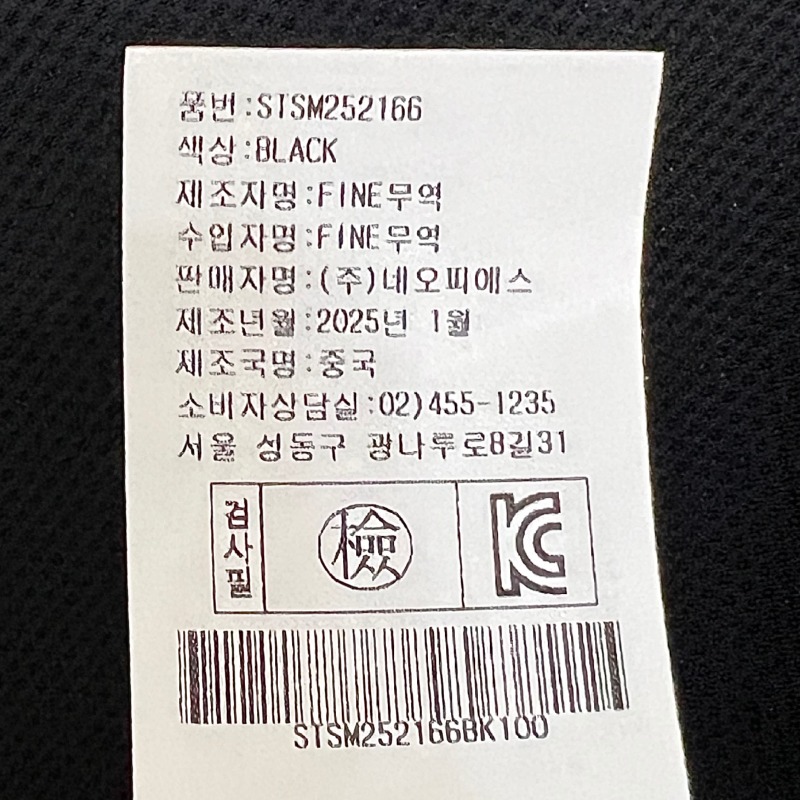 품번:STSM252166
색상:BLACK
제조자명:FINE무역
수입자명:FINE무역
판매자명:(주)네오피에스
제조년월:2025년 1월
제조국명:중국
소비자상담실:02)455-1235
서울 성동구 광나루로8길31
검사필
檢
KC
STSM252166BK100